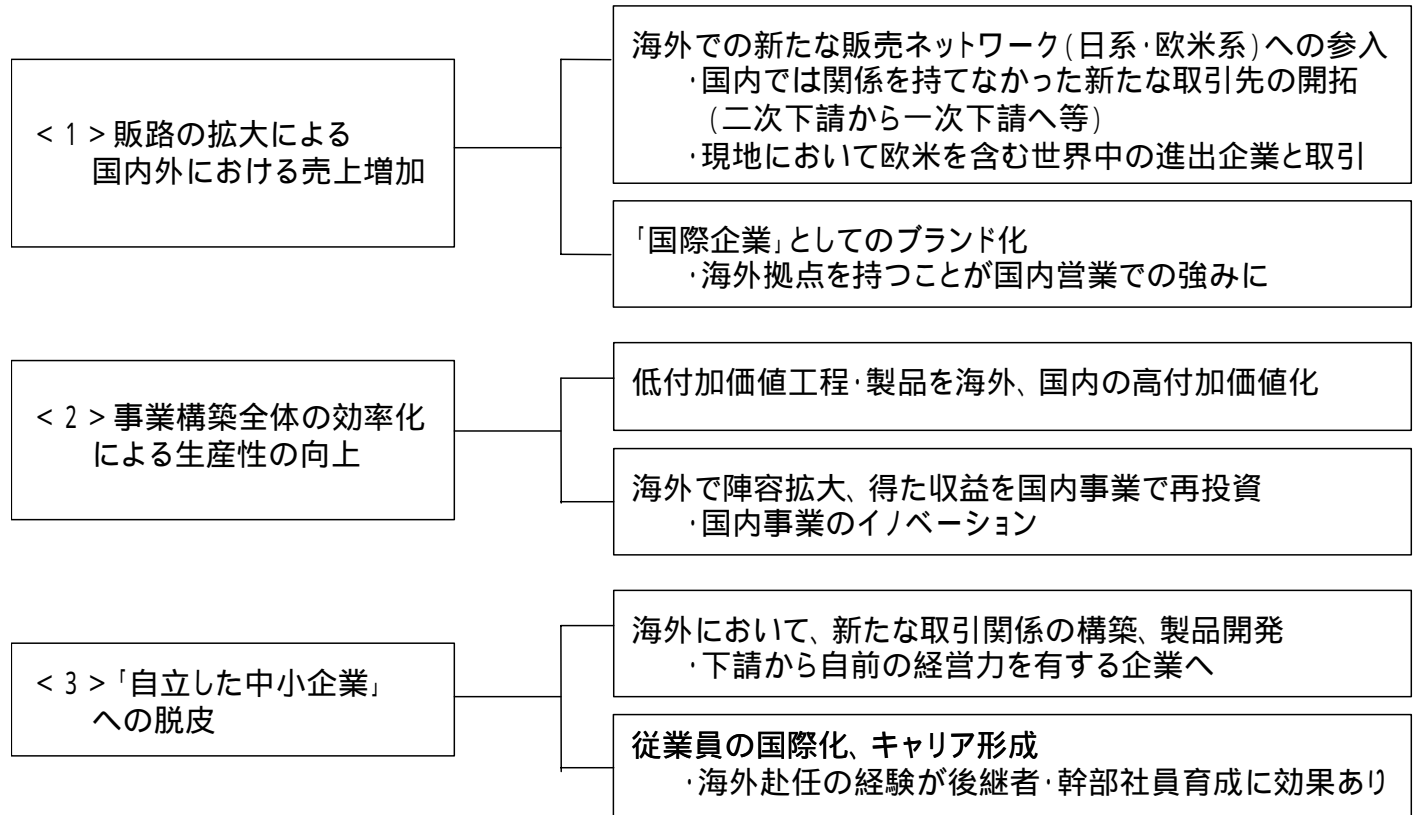 <1>販路の拡大による
国内外における売上増加
海外での新たな販売ネットワーク(日系・欧米系)への参入
・国内では関係を持てなかった新たな取引先の開拓
(二次下請から一次下請へ等)
・現地において欧米を含む世界中の進出企業と取引
「国際企業」としてのブランド化
・海外拠点を持つことが国内営業での強みに
<2>事業構築全体の効率化
による生産性の向上
低付加価値工程・製品を海外、国内の高付加価値化
海外で陣容拡大、得た収益を国内事業で再投資
・国内事業のイノベーション
<3>「自立した中小企業」
への脱皮
海外において、新たな取引関係の構築、製品開発
・下請から自前の経営力を有する企業へ
従業員の国際化、キャリア形成
・海外赴任の経験が後継者・幹部社員育成に効果あり